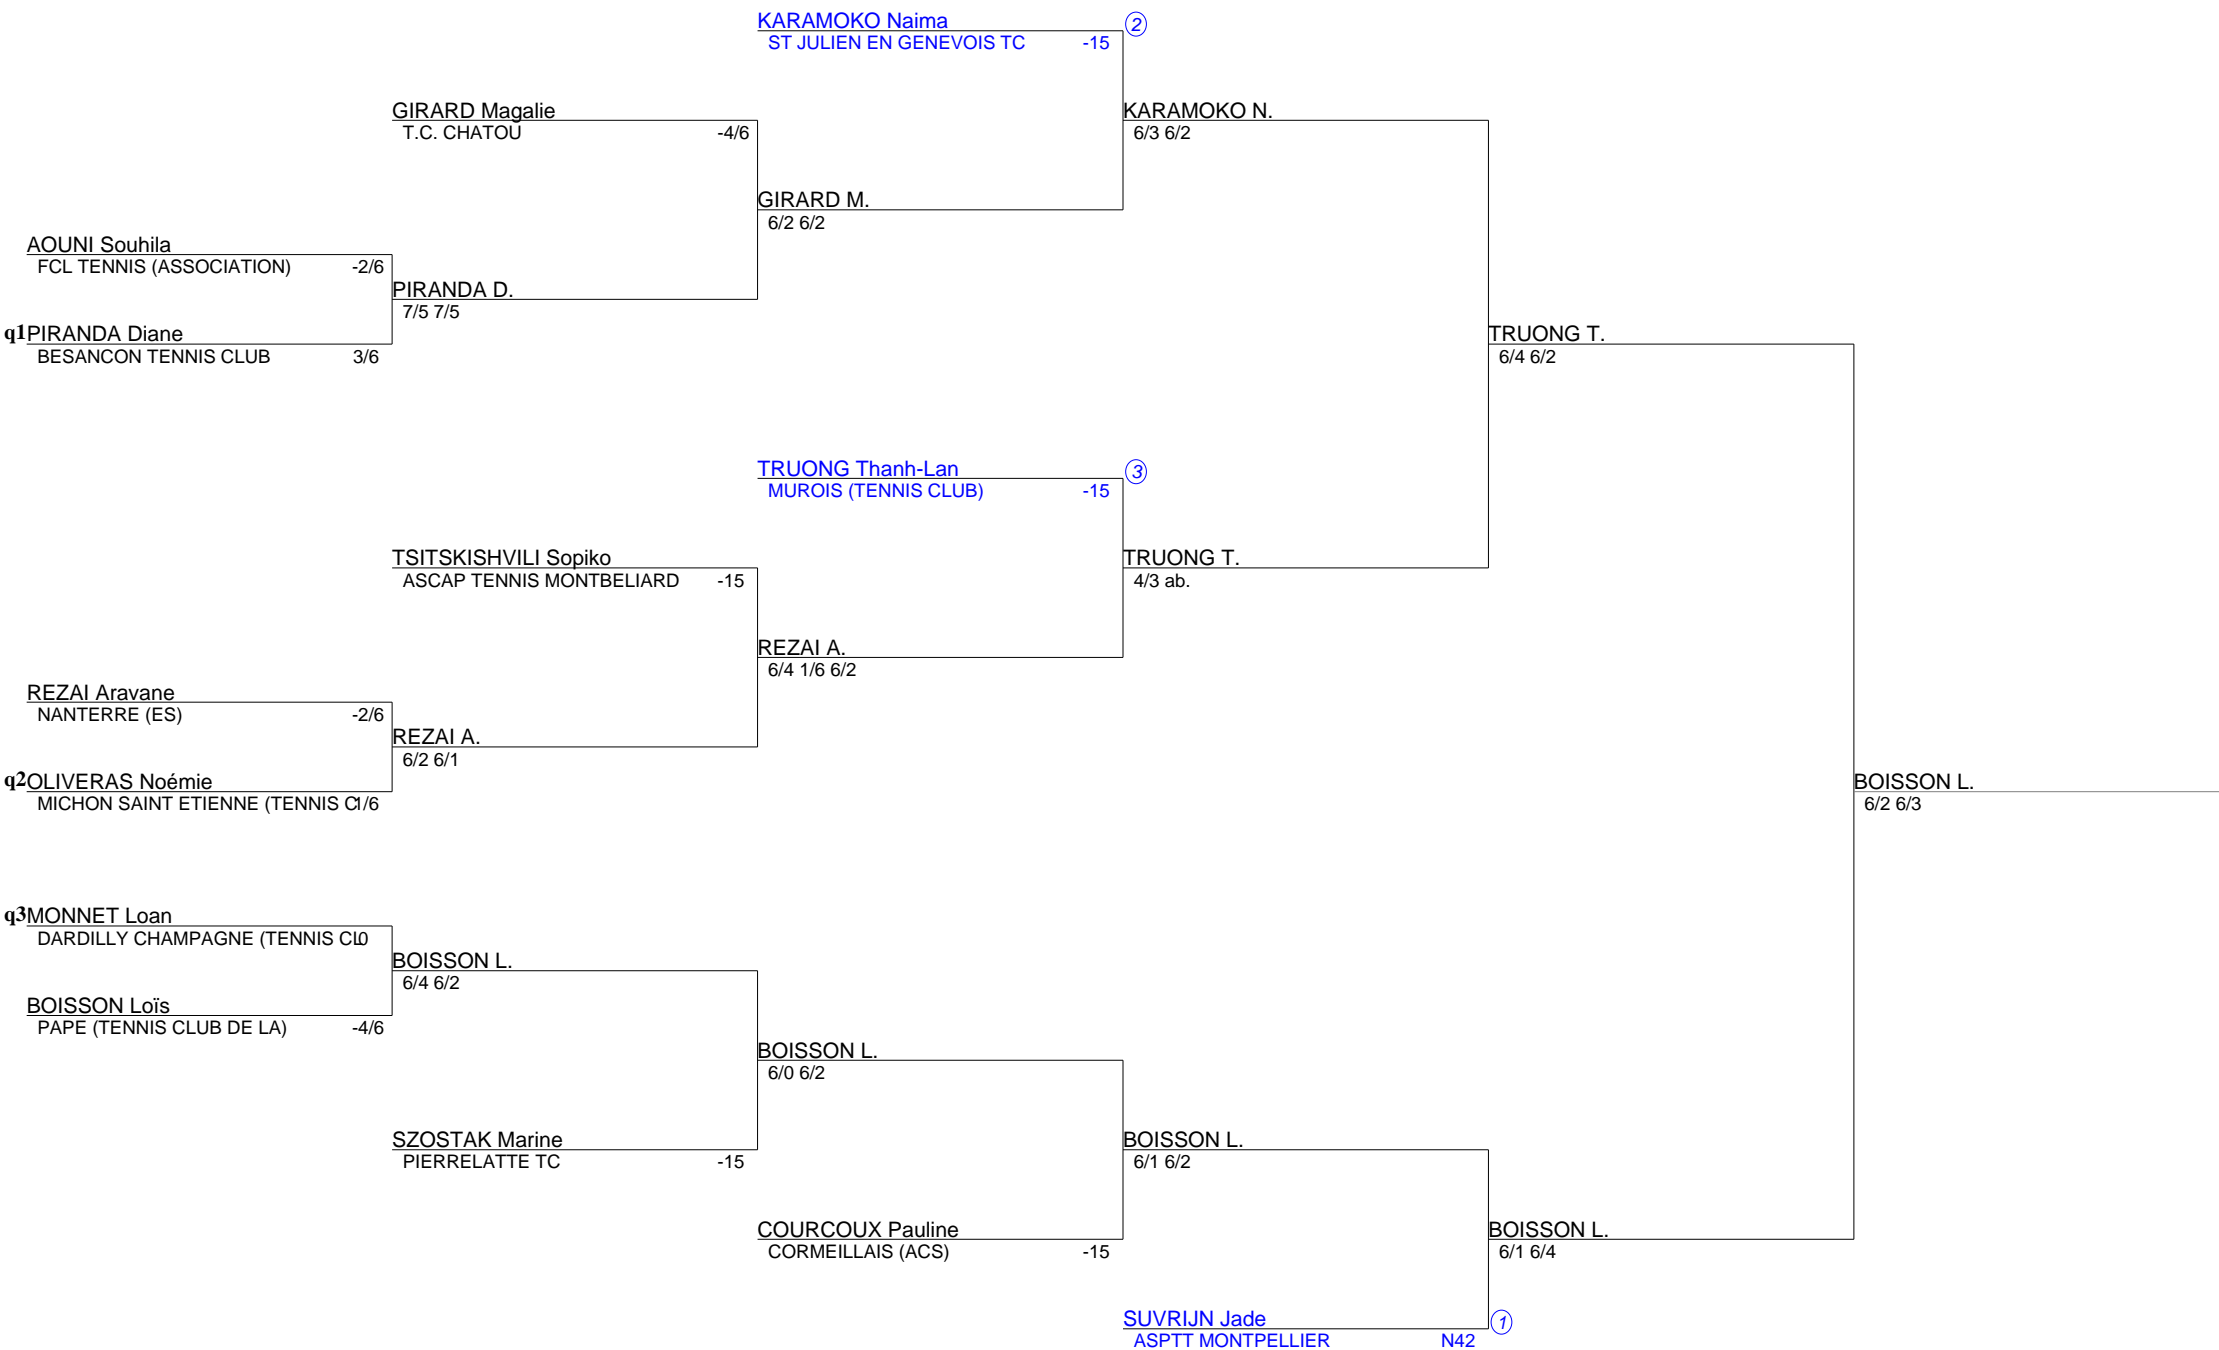 KARAMOKO Naima 2
ST JULIEN EN GENEVOIS TC -15
GIRARD Magalie
T.C. CHATOU -4/6
KARAMOKO N.
6/3 6/2
GIRARD M.
6/2 6/2
AOUNI Souhila
FCL TENNIS (ASSOCIATION) -2/6
PIRANDA D.
7/5 7/5
q1 PIRANDA Diane
BESANCON TENNIS CLUB 3/6
TRUONG T.
6/4 6/2
TRUONG Thanh-Lan 3
MUROIS (TENNIS CLUB) -15
TSITSKISHVILI Sopiko
ASCAP TENNIS MONTBELIARD -15
TRUONG T.
4/3 ab.
REZAI A.
6/4 1/6 6/2
REZAI Aravane
NANTERRE (ES) -2/6
REZAI A.
6/2 6/1
q2 OLIVERAS Noémie
MICHON SAINT ETIENNE (TENNIS C 1/6
BOISSON L.
6/2 6/3
q3 MONNET Loan
DARDILLY CHAMPAGNE (TENNIS CL 0
BOISSON L.
6/4 6/2
BOISSON Loïs
PAPE (TENNIS CLUB DE LA) -4/6
BOISSON L.
6/0 6/2
SZOSTAK Marine
PIERRELATTE TC -15
BOISSON L.
6/1 6/2
COURCOUX Pauline
CORMEILLAIS (ACS) -15
BOISSON L.
6/1 6/4
SUVRIJN Jade 1
ASPTT MONTPELLIER N42